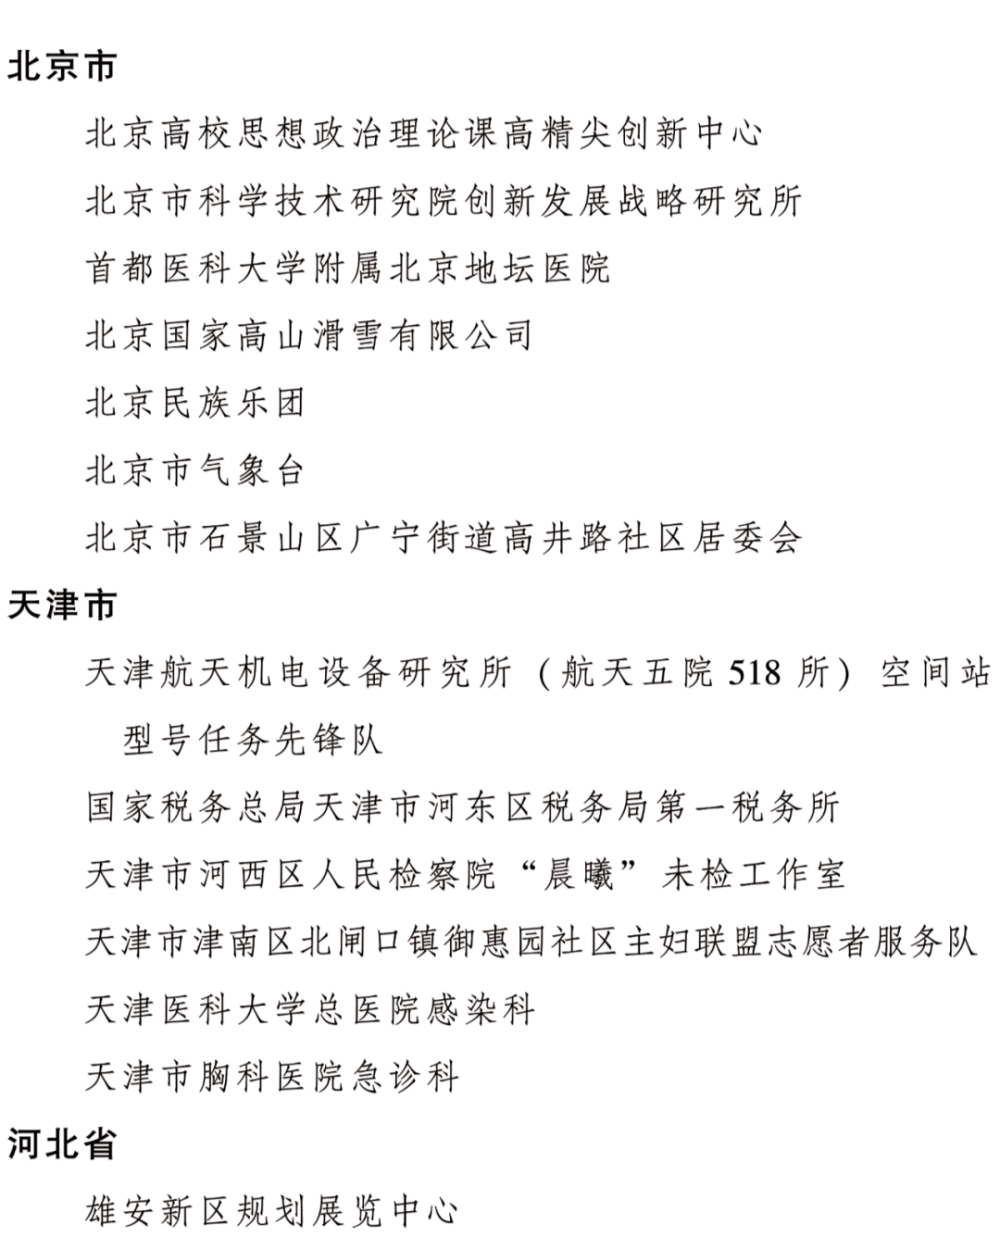 北京市
北京高校思想政治理论课高精尖创新中心
北京市科学技术研究院创新发展战略研究所
首都医科大学附属北京地坛医院
北京国家高山滑雪有限公司
北京民族乐团
北京市气象台
北京市石景山区广宁街道高井路社区居委会
天津市
天津航天机电设备研究所（航天五院 518 所）空间站
型号任务先锋队
国家税务总局天津市河东区税务局第一税务所
天津市河西区人民检察院“晨曦”未检工作室
天津市津南区北闸口镇御惠园社区主妇联盟志愿者服务队
天津医科大学总医院感染科
天津市胸科医院急诊科
河北省
雄安新区规划展览中心